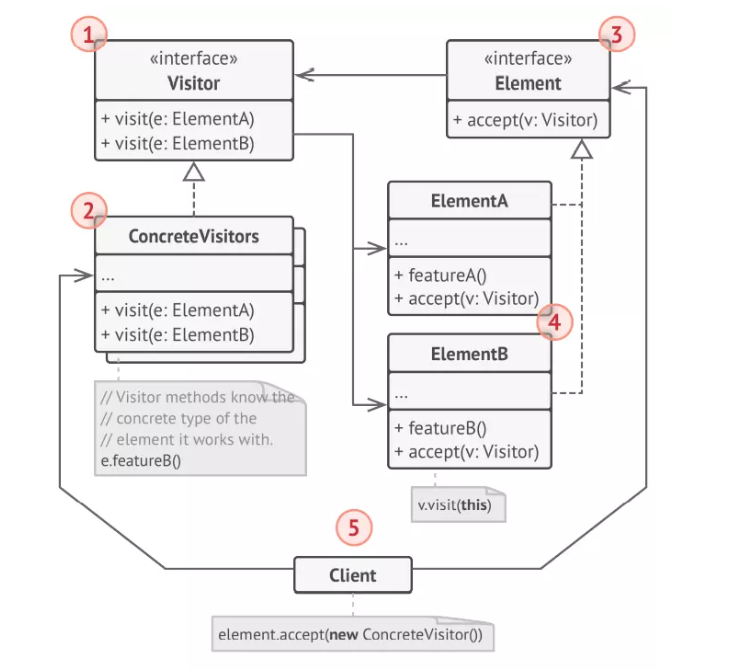 1
«interface»
Visitor
+ visit(e: ElementA)
+ visit(e: ElementB)
3
«interface»
Element
+ accept(v: Visitor)
2
ConcreteVisitors
...
+ visit(e: ElementA)
+ visit(e: ElementB)
// Visitor methods know the
// concrete type of the
// element it works with.
e.featureB()
ElementA
...
+ featureA()
+ accept(v: Visitor)
4
ElementB
...
+ featureB()
+ accept(v: Visitor)
v.visit(this)
5
Client
element.accept(new ConcreteVisitor())